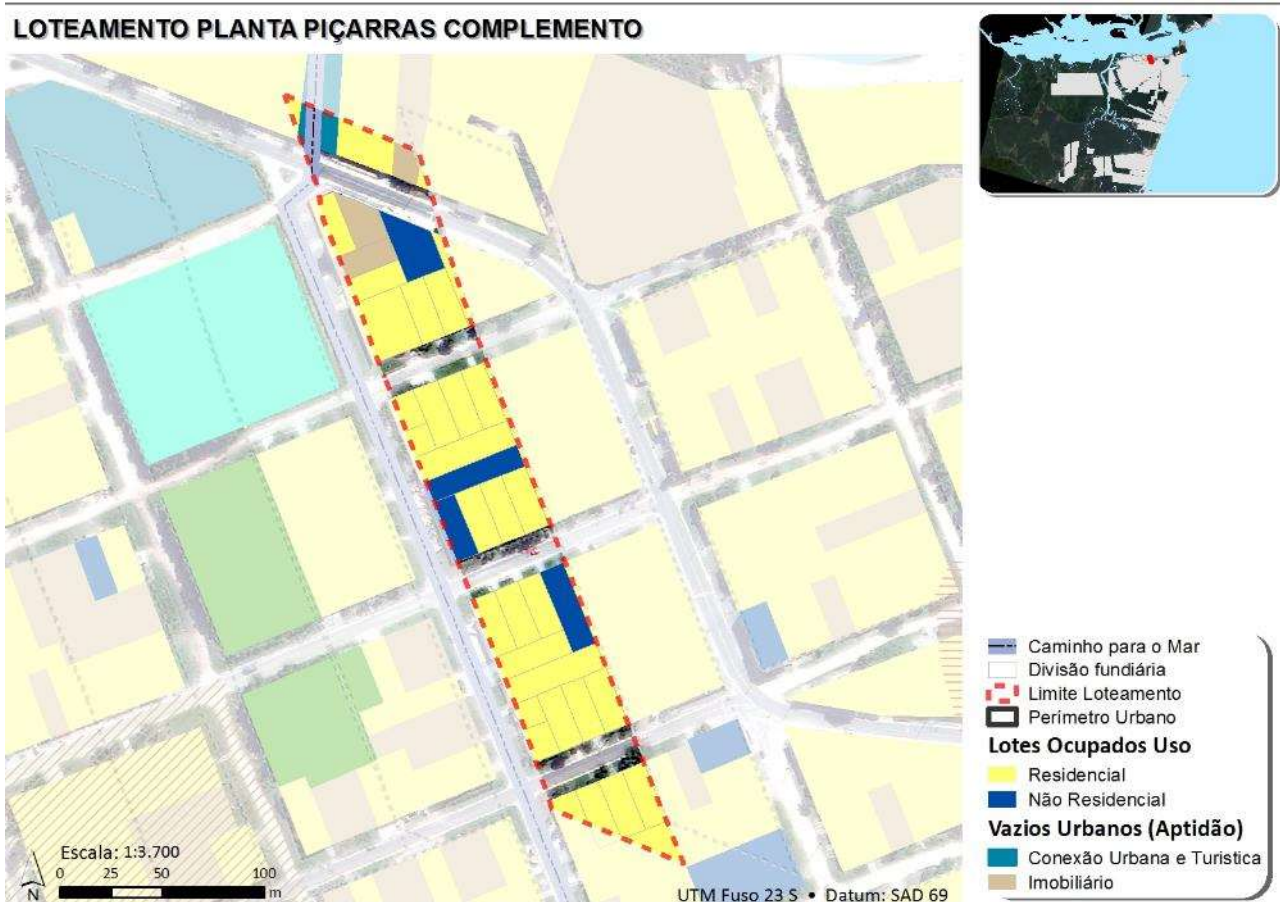 LOTEAMENTO PLANTA PIÇARRAS COMPLEMENTO
Caminho para o Mar
Divisão fundiária
Limite Loteamento
Perímetro Urbano
Lotes Ocupados Uso
Residencial
Não Residencial
Vazios Urbanos (Aptidão)
Conexão Urbana e Turistica
Imobiliário
Escala: 1:3.700
0 25 50 100
m
N
UTM Fuso 23 S • Datum: SAD 69